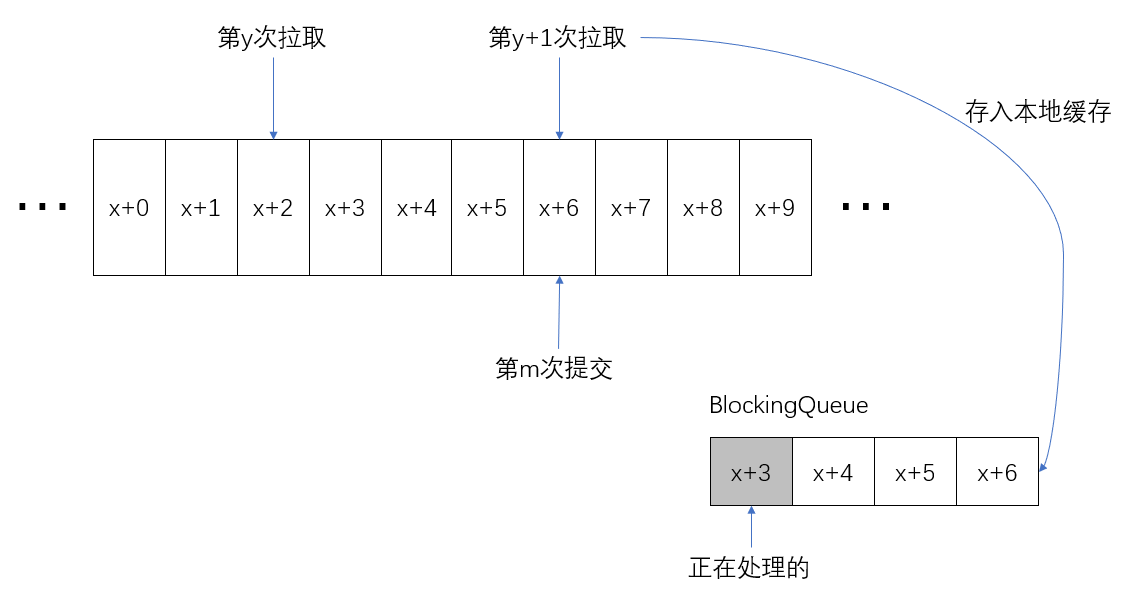 第y次拉取
第y+1次拉取
存入本地缓存
... x+0 x+1 x+2 x+3 x+4 x+5 x+6 x+7 x+8 x+9 ...
第m次提交
BlockingQueue
x+3 x+4 x+5 x+6
正在处理的